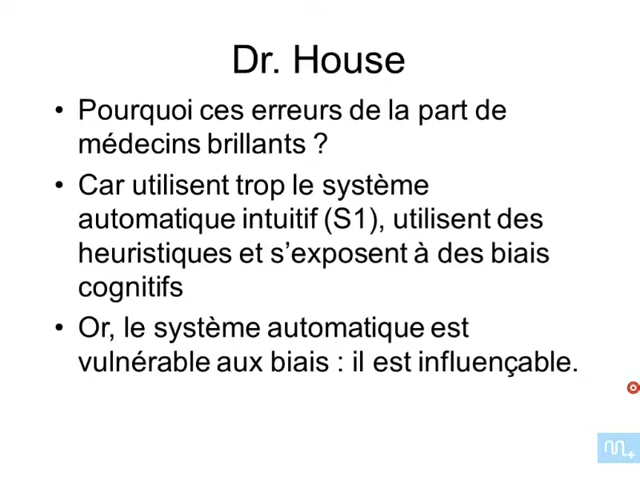 Dr. House
• Pourquoi ces erreurs de la part de
médecins brillants ?
• Car utilisent trop le système
automatique intuitif (S1), utilisent des
heuristiques et s’exposent à des biais
cognitifs
• Or, le système automatique est
vulnérable aux biais : il est influençable.